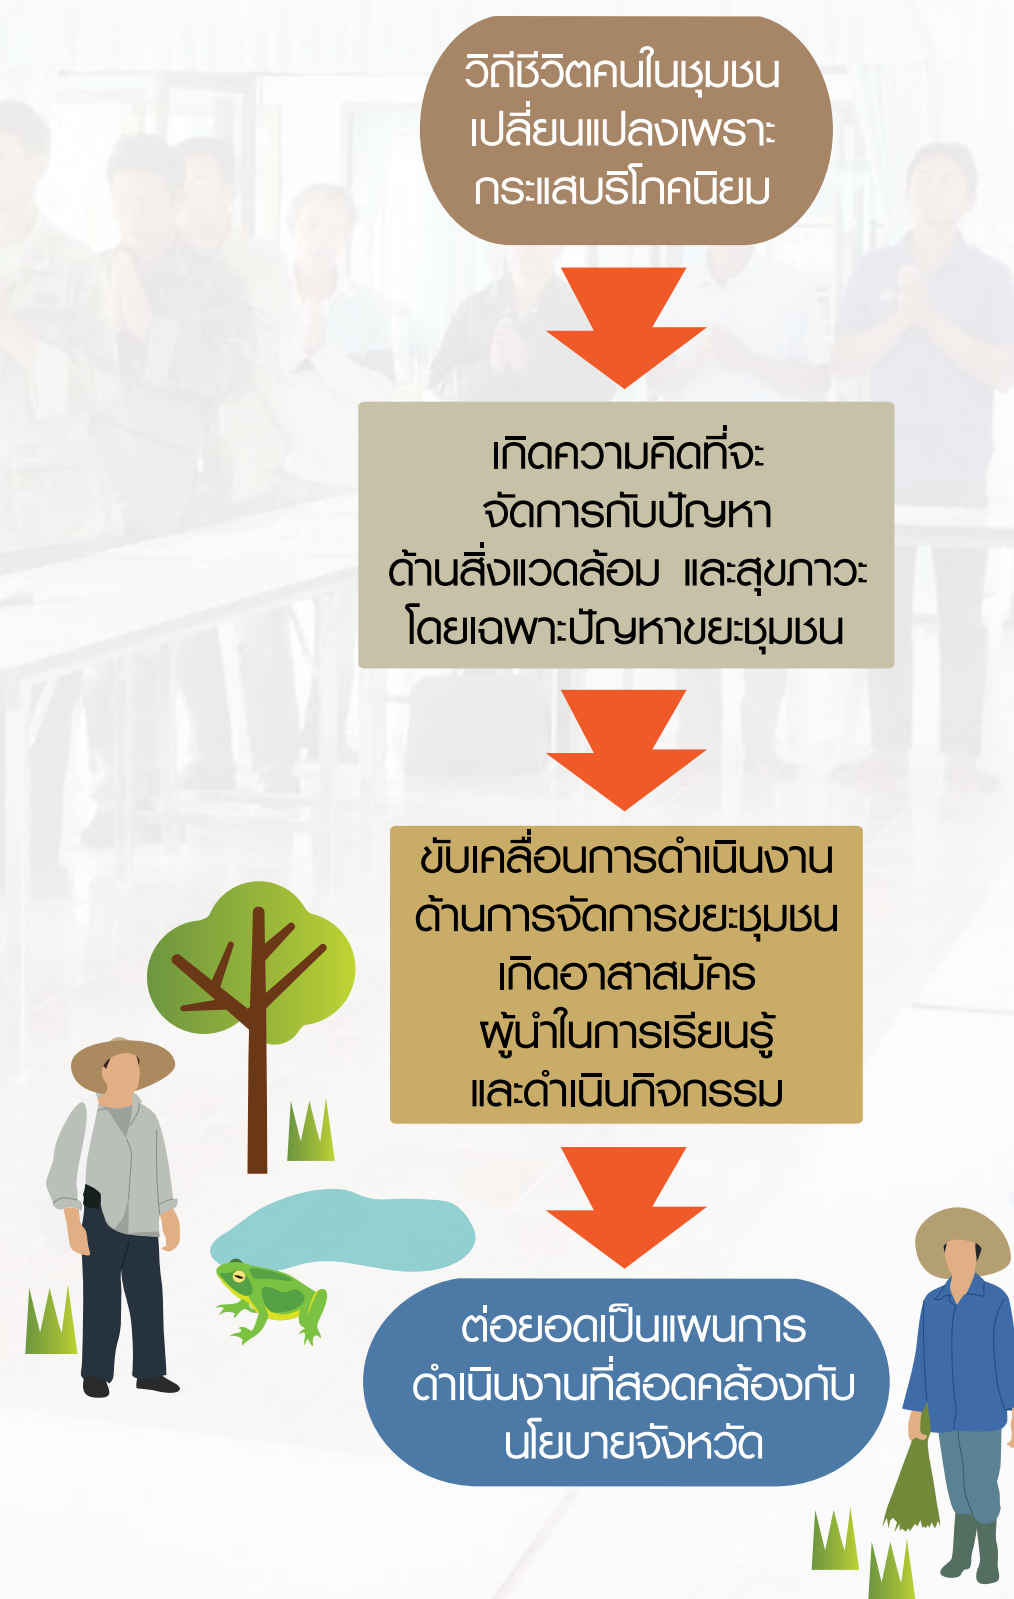 วิถีชีวิตคนในชุมชน
เปลี่ยนแปลงเพราะ
กระแสบริโภคนิยม
เกิดความคิดที่จะ
จัดการกับปัญหา
ด้านสิ่งแวดล้อม และสุขภาวะ
โดยเฉพาะปัญหาขยะชุมชน
ขับเคลื่อนการดำเนินงาน
ด้านการจัดการขยะชุมชน
เกิดอาสาสมัคร
ผู้นำในการเรียนรู้
และดำเนินกิจกรรม
ต่อยอดเป็นแผนการ
ดำเนินงานที่สอดคล้องกับ
นโยบายจังหวัด